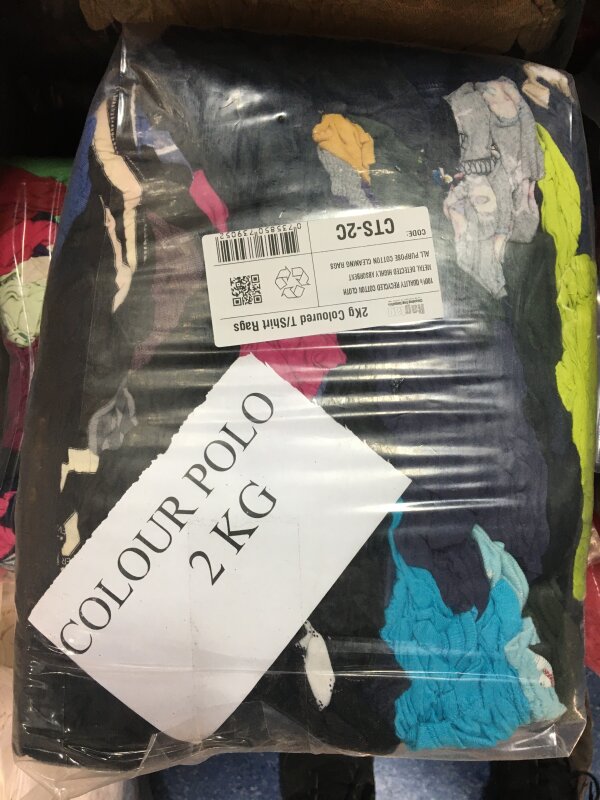 2Kg Coloured T/Shirt Rags
100% QUALITY RECYCLED COTTON CLOTH
METAL DETECTED HIGHLY ABSORBENT
ALL PURPOSE COTTON CLEANING RAGS
CODE:
CTS-2C
COLOUR POLO
2 KG